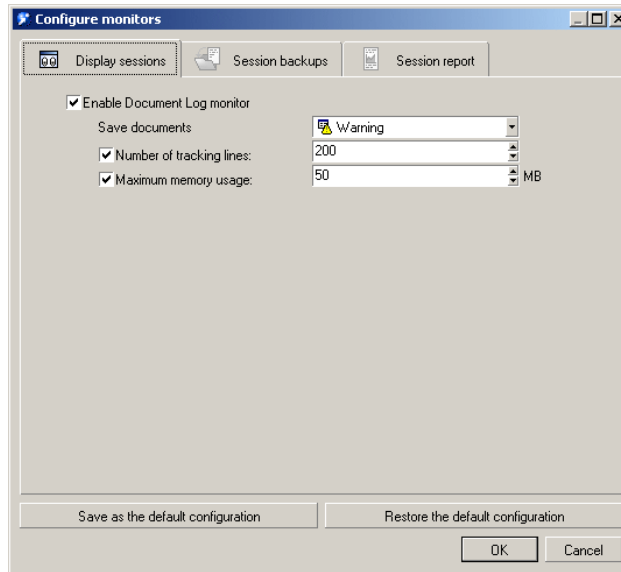 Configure monitors
Display sessions Session backups Session report
Enable Document Log monitor
Save documents Warning
Number of tracking lines: 200
Maximum memory usage: 50 MB
Save as the default configuration Restore the default configuration
OK Cancel